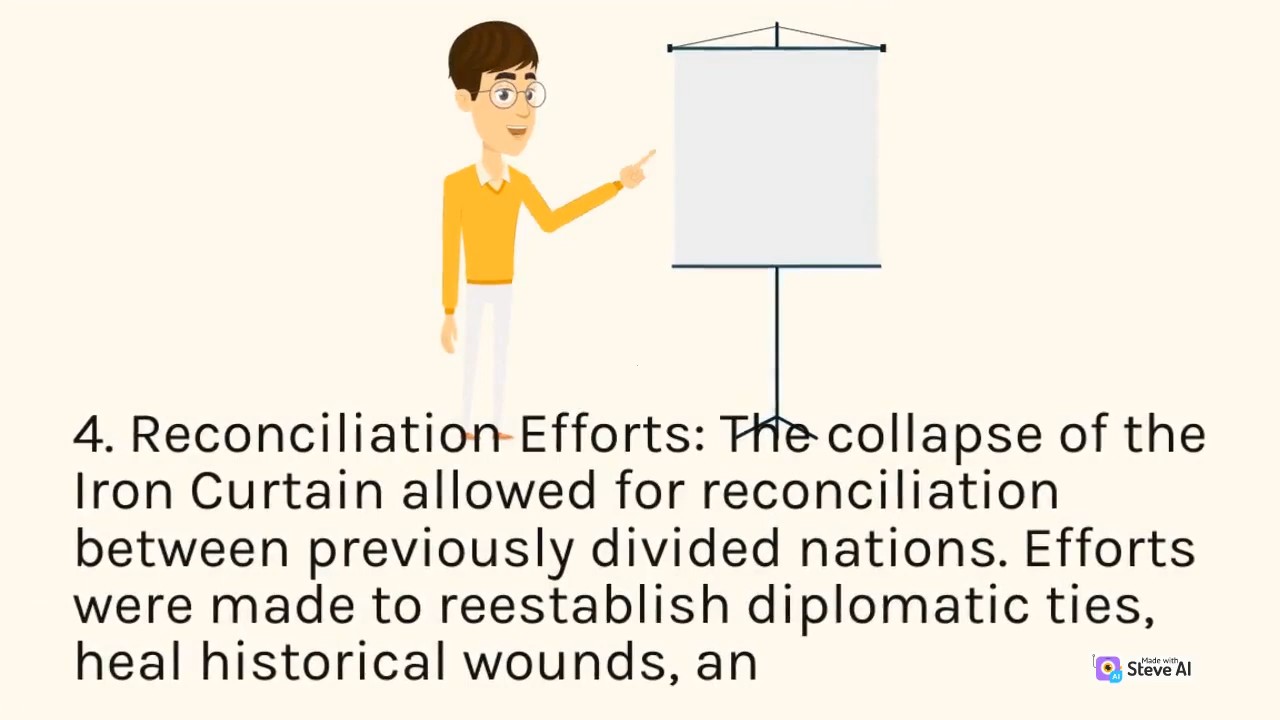 4. Reconciliation Efforts: The collapse of the
Iron Curtain allowed for reconciliation
between previously divided nations. Efforts
were made to reestablish diplomatic ties,
heal historical wounds, an
Made with
Steve AI
AI